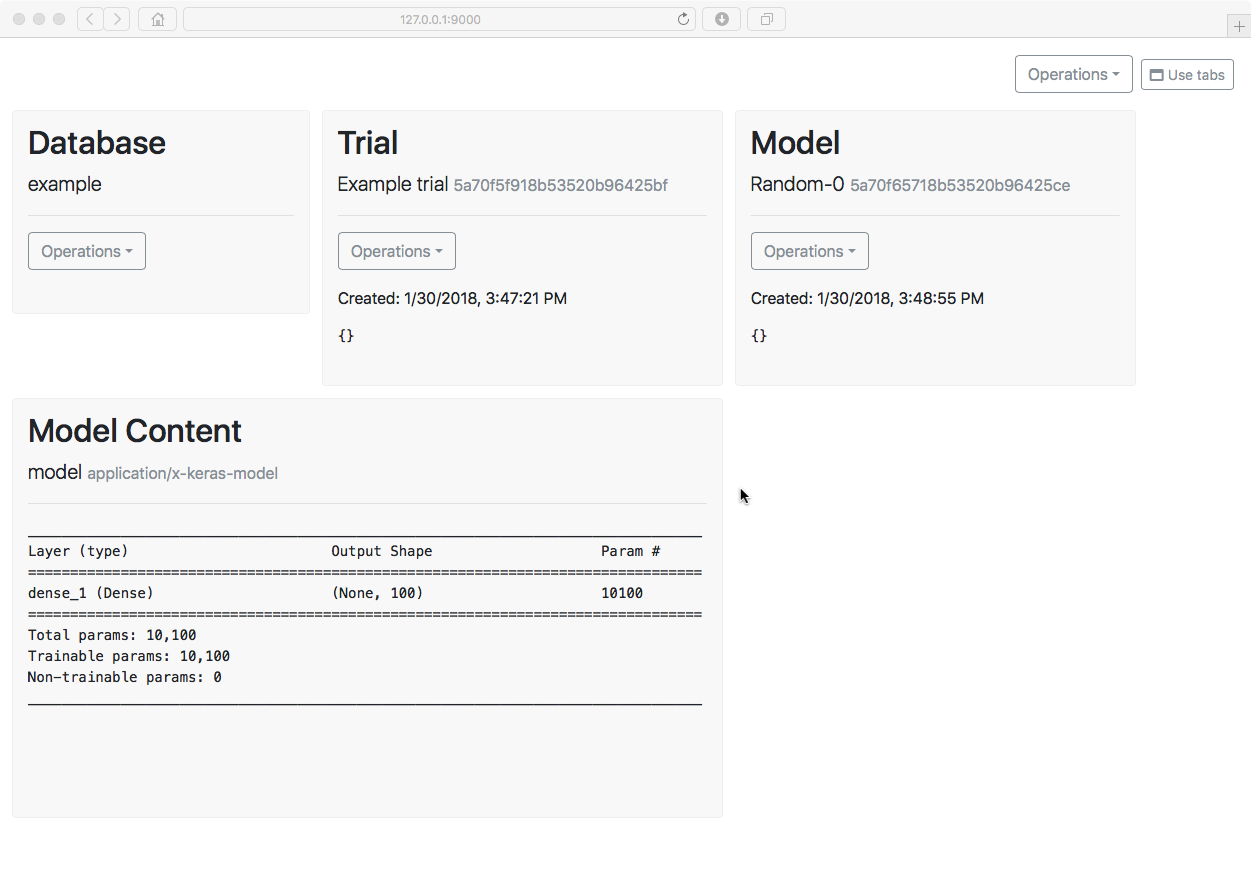 127.0.0.1:9000
Operations
Use tabs
Database
example
Operations
Trial
Example trial 5a70f5f918b53520b96425bf
Operations
Created: 1/30/2018, 3:47:21 PM
{}
Model
Random-0 5a70f65718b53520b96425ce
Operations
Created: 1/30/2018, 3:48:55 PM
{}
Model Content
model application/x-keras-model
_________________________________________________________________
Layer (type) Output Shape Param #
=================================================================
dense_1 (Dense) (None, 100) 10100
=================================================================
Total params: 10,100
Trainable params: 10,100
Non-trainable params: 0
_________________________________________________________________